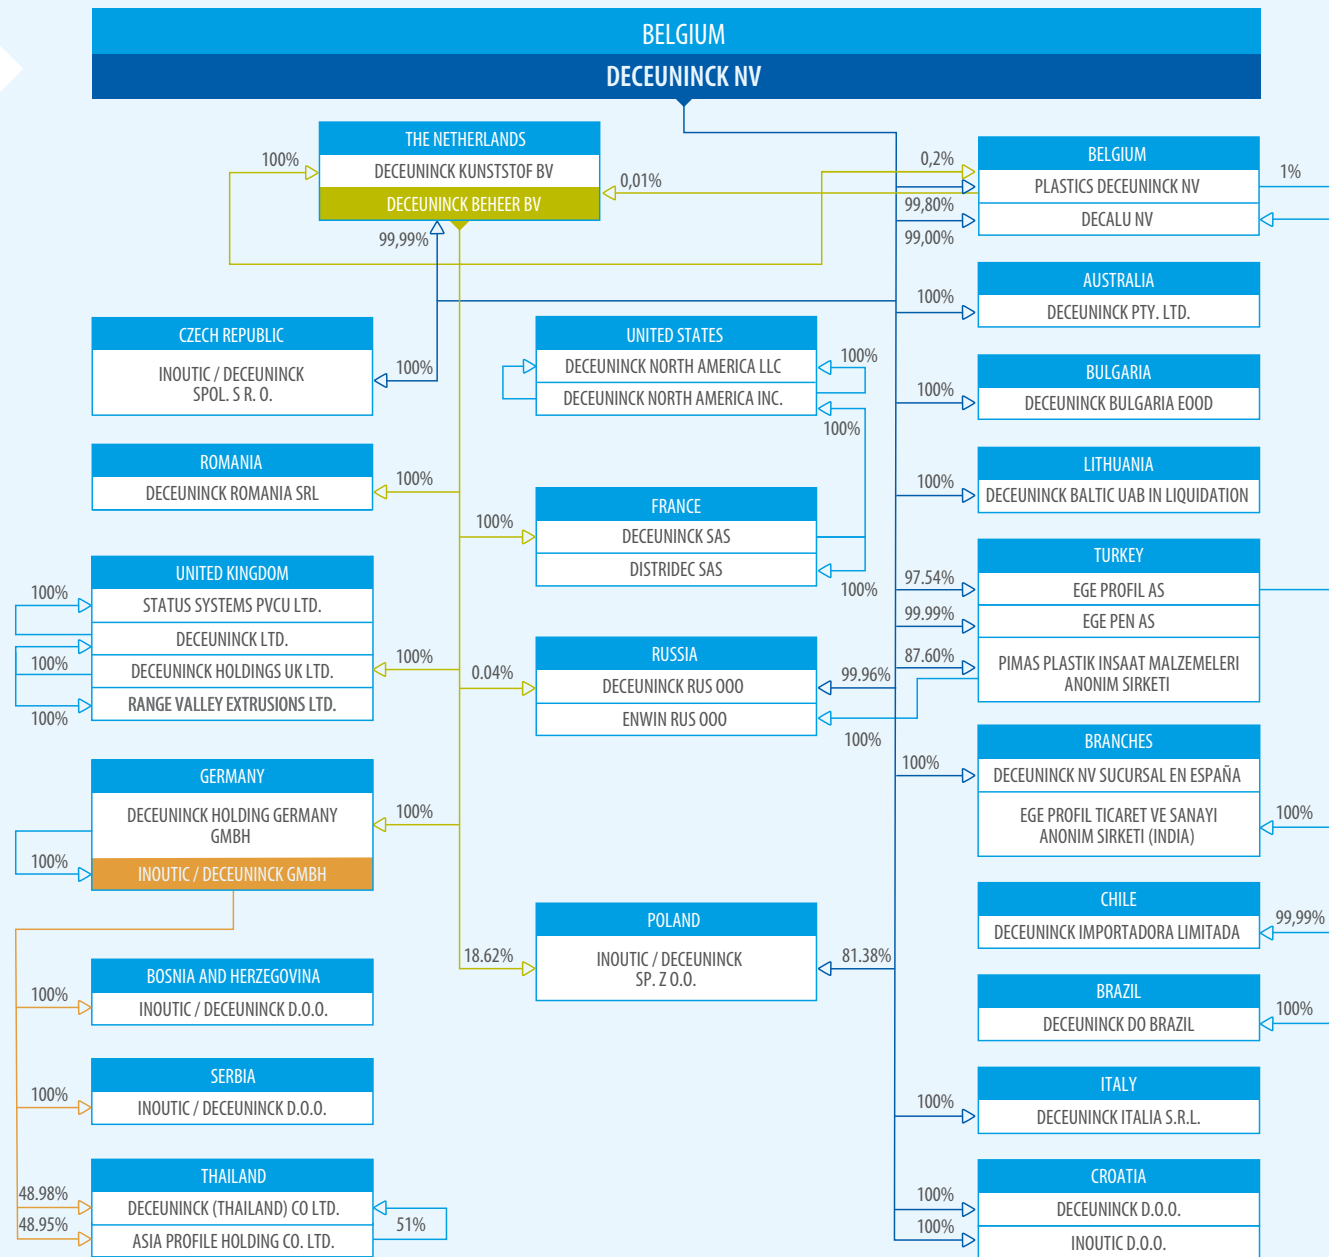 BELGIUM
DECEUNINCK NV
THE NETHERLANDS
DECEUNINCK KUNSTSTOF BV
DECEUNINCK BEHEER BV
100%
0,01%
99,99%
0,2%
99,80%
99,00%
BELGIUM
PLASTICS DECEUNINCK NV
DECALU NV
1%
100%
AUSTRALIA
DECEUNINCK PTY. LTD.
CZECH REPUBLIC
INOUTIC / DECEUNINCK
SPOL. S R. O.
100%
UNITED STATES
DECEUNINCK NORTH AMERICA LLC
DECEUNINCK NORTH AMERICA INC.
100%
100%
100%
BULGARIA
DECEUNINCK BULGARIA EOOD
ROMANIA
DECEUNINCK ROMANIA SRL
100%
100%
LITHUANIA
DECEUNINCK BALTIC UAB IN LIQUIDATION
100%
FRANCE
DECEUNINCK SAS
DISTRIDEC SAS
100%
UNITED KINGDOM
STATUS SYSTEMS PVCU LTD.
DECEUNINCK LTD.
DECEUNINCK HOLDINGS UK LTD.
RANGE VALLEY EXTRUSIONS LTD.
100%
100%
100%
100%
97.54%
99.99%
87.60%
TURKEY
EGE PROFIL AS
EGE PEN AS
PIMAS PLASTIK INSAAT MALZEMELERI
ANONIM SIRKETI
0.04%
RUSSIA
DECEUNINCK RUS OOO
ENWIN RUS OOO
99.96%
100%
100%
BRANCHES
DECEUNINCK NV SUCURSAL EN ESPAÑA
EGE PROFIL TICARET VE SANAYI
ANONIM SIRKETI (INDIA)
100%
GERMANY
DECEUNINCK HOLDING GERMANY
GMBH
INOUTIC / DECEUNINCK GMBH
100%
100%
CHILE
DECEUNINCK IMPORTADORA LIMITADA
99,99%
18.62%
POLAND
INOUTIC / DECEUNINCK
SP. Z O.O.
81.38%
BOSNIA AND HERZEGOVINA
INOUTIC / DECEUNINCK D.O.O.
100%
BRAZIL
DECEUNINCK DO BRAZIL
100%
SERBIA
INOUTIC / DECEUNINCK D.O.O.
100%
100%
ITALY
DECEUNINCK ITALIA S.R.L.
THAILAND
DECEUNINCK (THAILAND) CO LTD.
ASIA PROFILE HOLDING CO. LTD.
48.98%
48.95%
51%
100%
100%
CROATIA
DECEUNINCK D.O.O.
INOUTIC D.O.O.